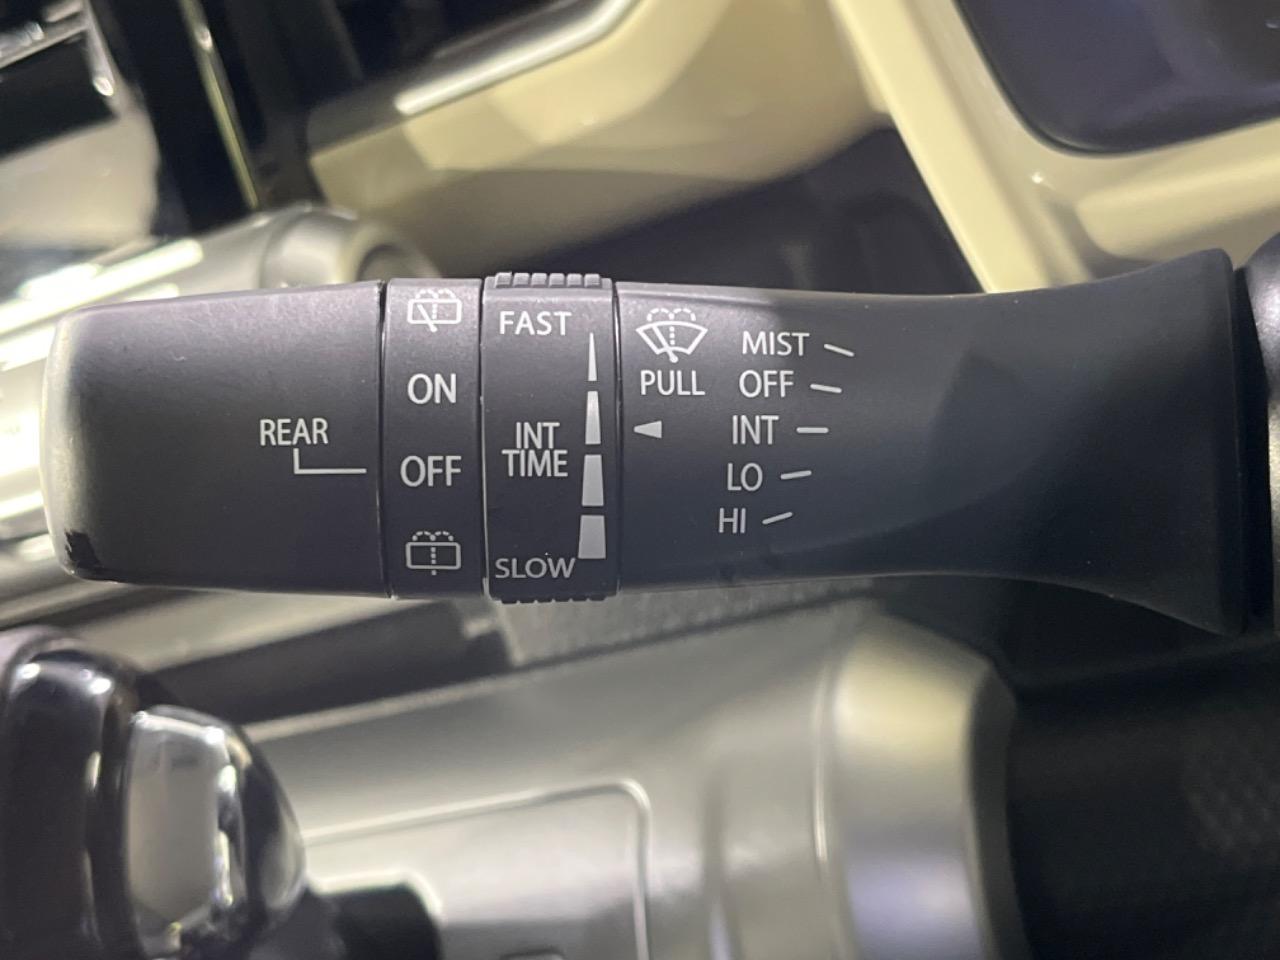 REAR
ON
OFF
FAST
INT
TIME
SLOW
PULL
MIST
OFF
INT
LO
HI